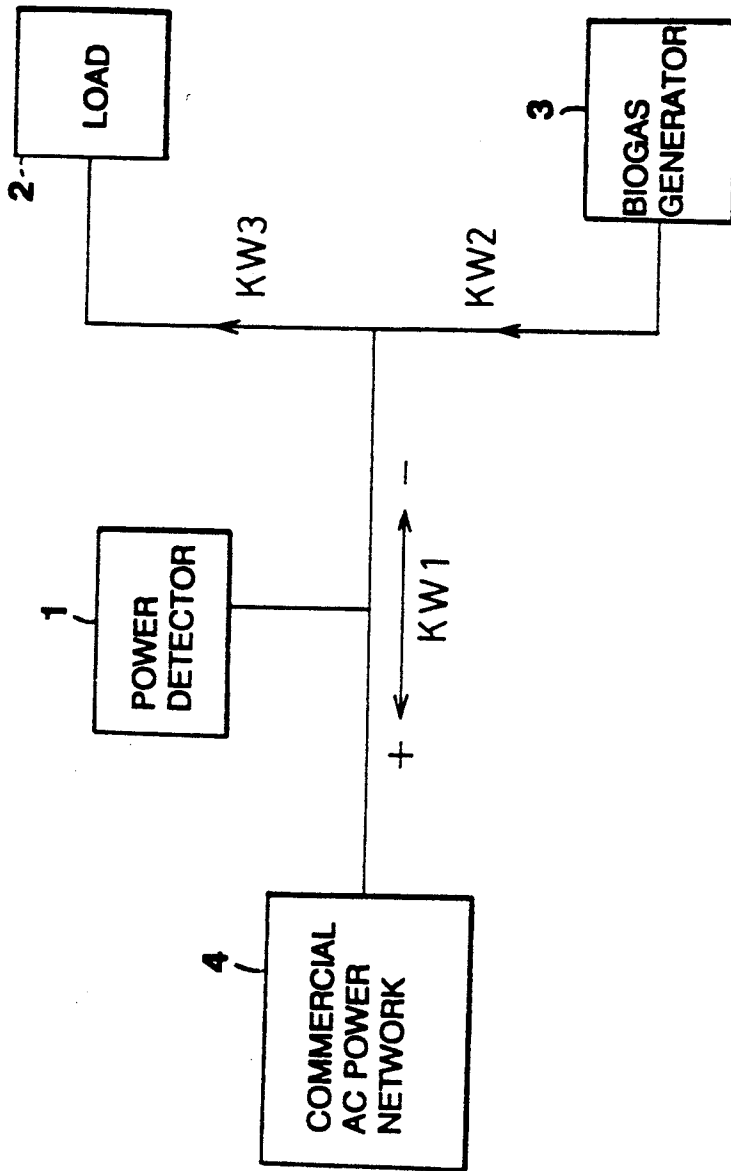 4
COMMERCIAL
AC POWER
NETWORK
1
POWER
DETECTOR
+
-
KW1
2
LOAD
KW3
KW2
3
BIOGAS
GENERATOR